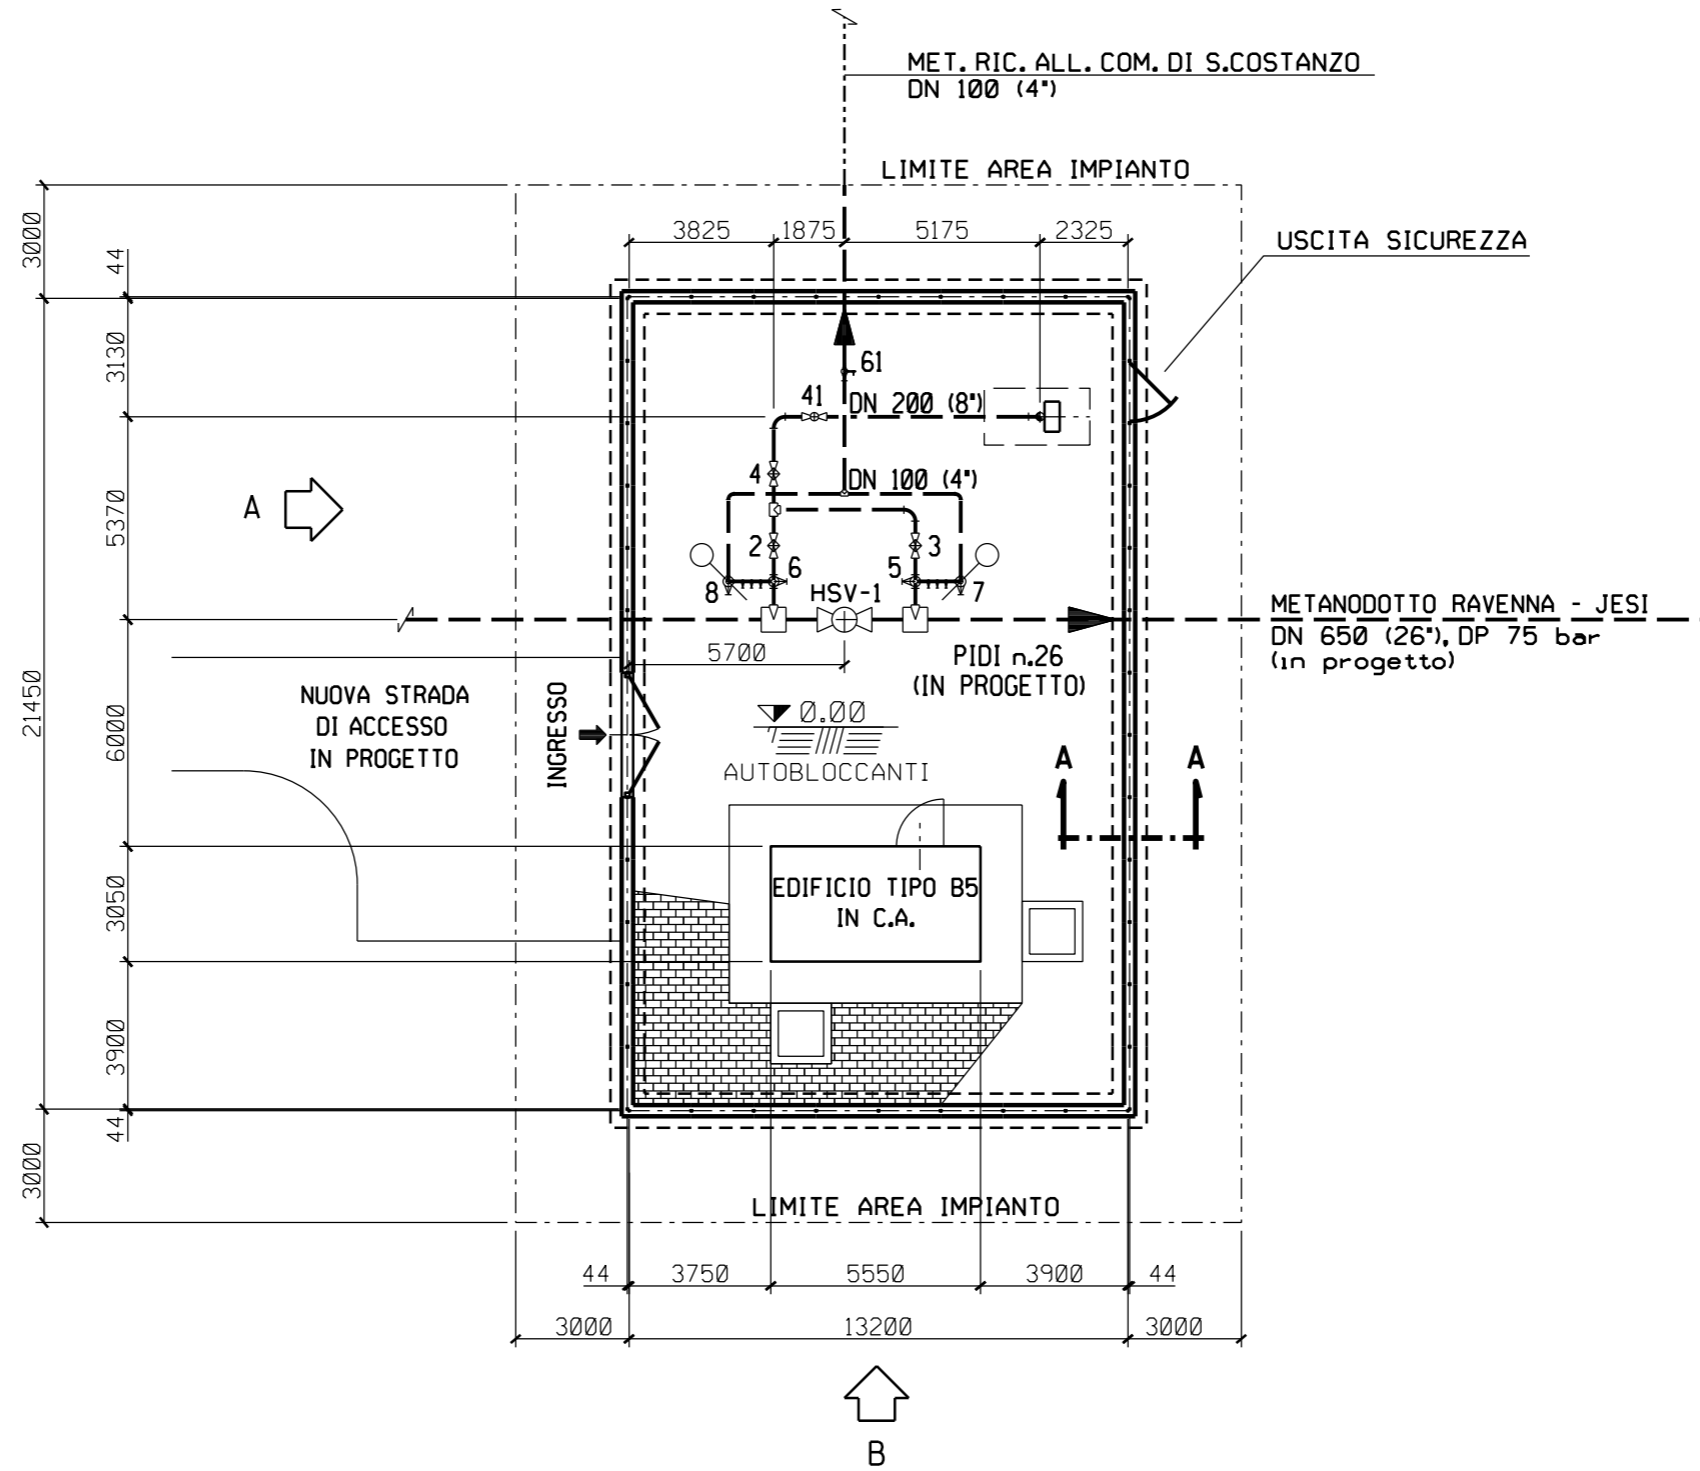 MET. RIC. ALL. COM. DI S.COSTANZO
DN 100 (4")
LIMITE AREA IMPIANTO
USCITA SICUREZZA
3825
1875
5175
2325
3000
44
3130
5370
21450
6000
3050
3900
44
3000
61
41
DN 200 (8")
4
DN 100 (4")
2
3
6
5
8
HSV-1
7
A
METANODOTTO RAVENNA - JESI
DN 650 (26"), DP 75 bar
(in progetto)
5700
PIDI n.26
(IN PROGETTO)
NUOVA STRADA
DI ACCESSO
IN PROGETTO
INGRESSO
0.00
AUTOBLOCCANTI
A
A
EDIFICIO TIPO B5
IN C.A.
LIMITE AREA IMPIANTO
44
3750
5550
3900
44
3000
13200
3000
B